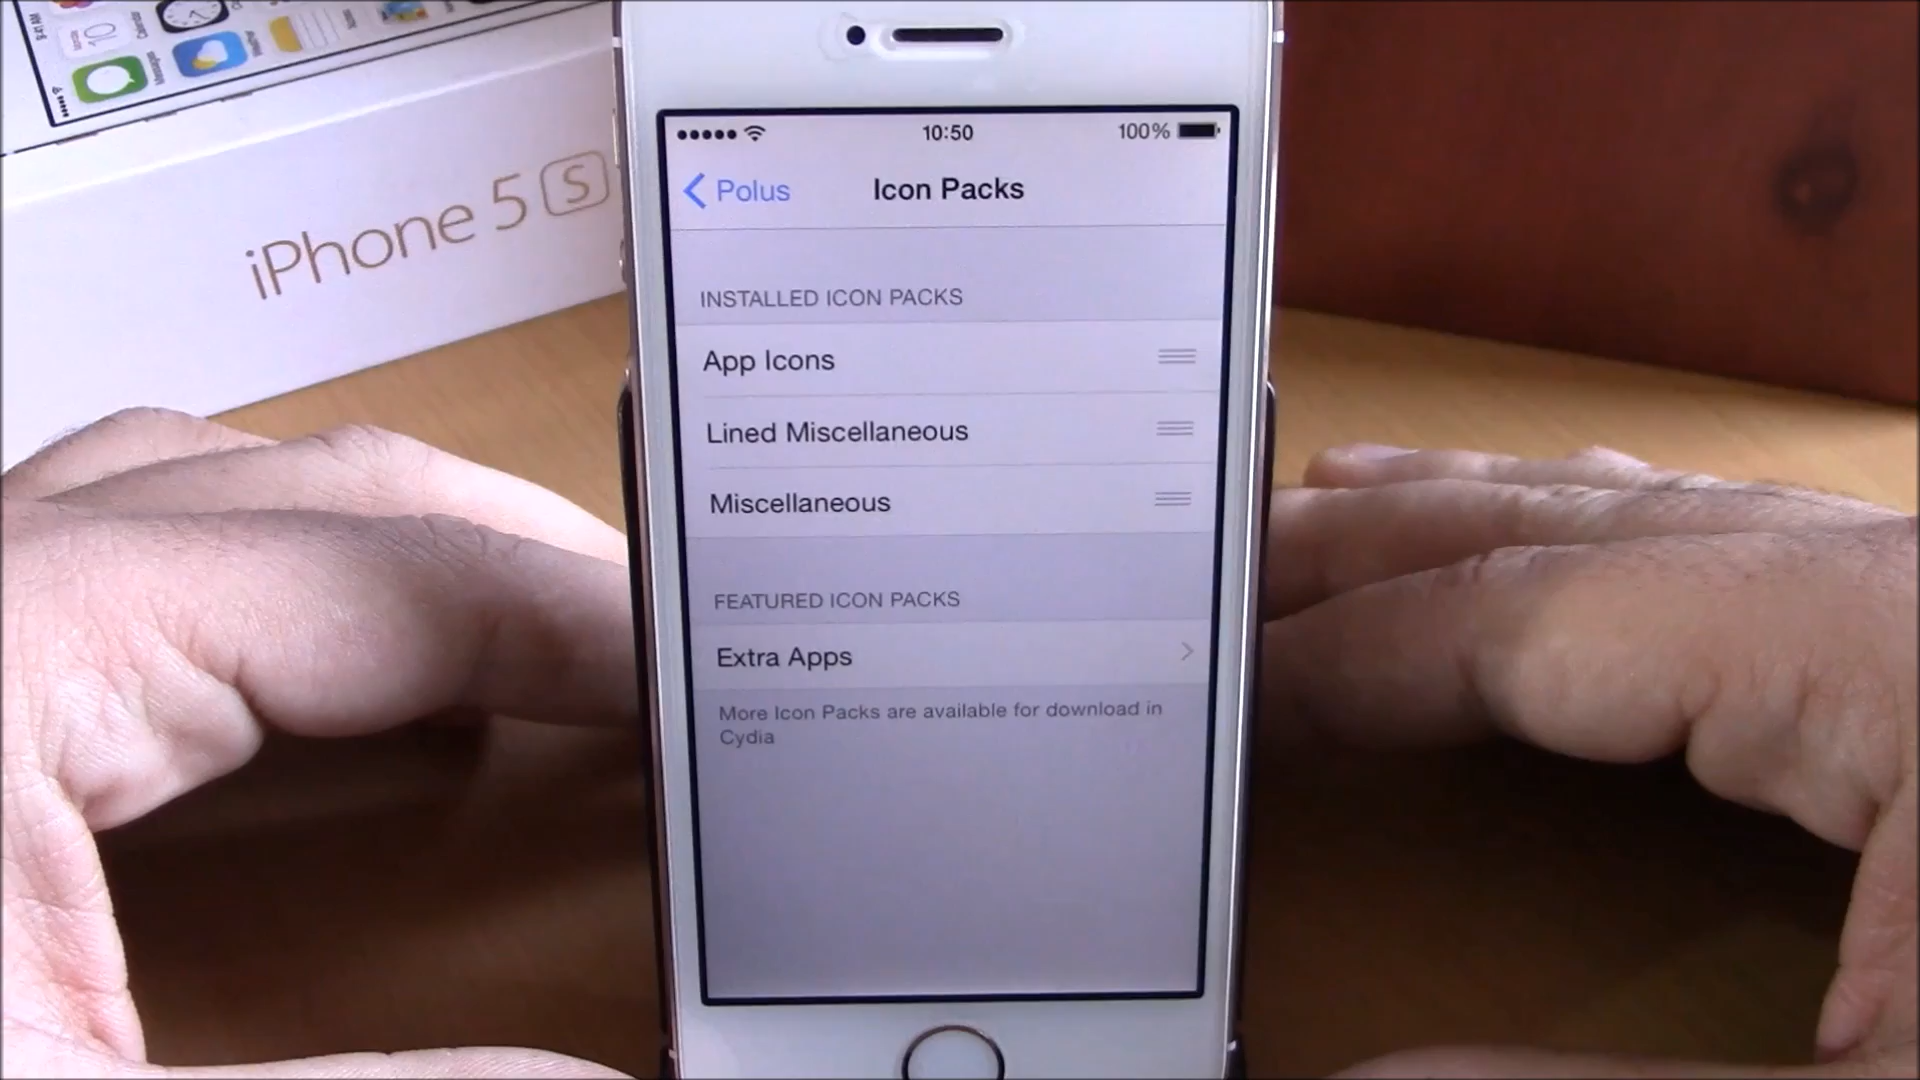 iPhone 5 S
10:50
100%
Polus
Icon Packs
INSTALLED ICON PACKS
App Icons
Lined Miscellaneous
Miscellaneous
FEATURED ICON PACKS
Extra Apps
More Icon Packs are available for download in
Cydia